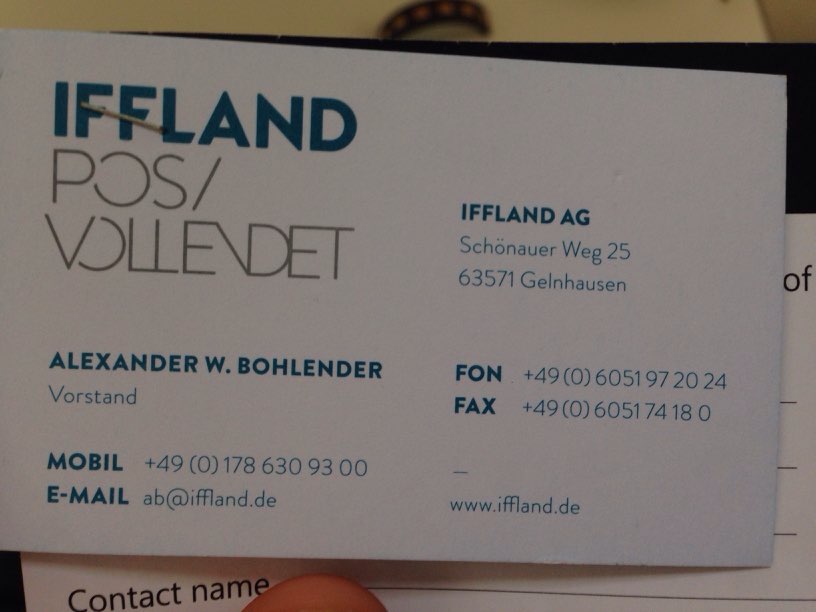 IFFLAND
POS/
VOLLENDET
IFFLAND AG
Schönauer Weg 25
63571 Gelnhausen
of
ALEXANDER W. BOHLENDER
Vorstand
FON +49 (0) 6051 97 20 24
FAX +49 (0) 6051 74 18 0
MOBIL +49 (0) 178 630 93 00
E-MAIL ab@iffland.de
–
www.iffland.de
Contact name